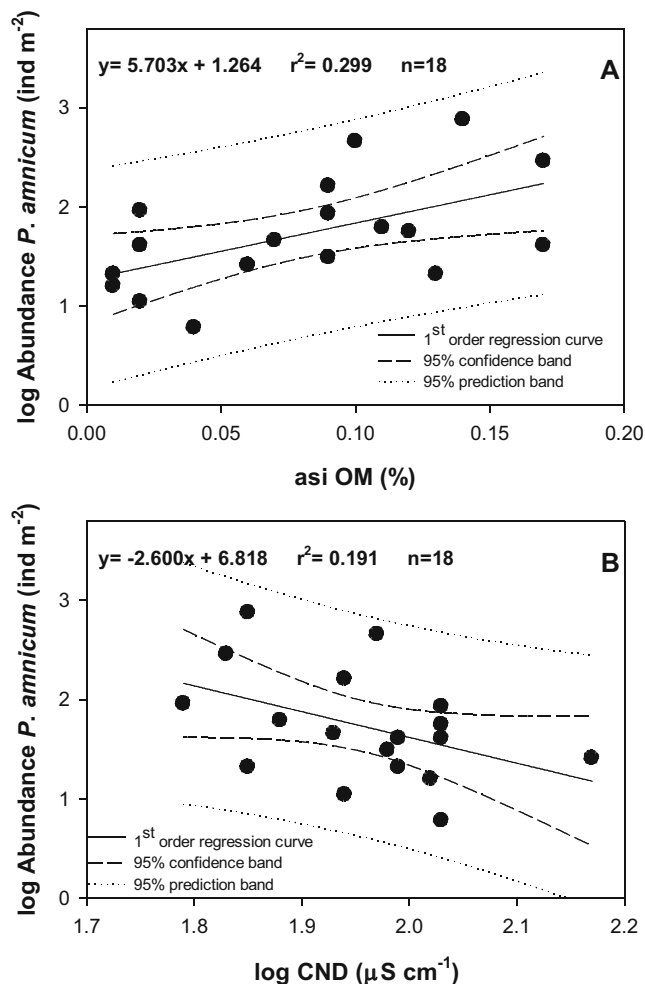 y= 5.703x + 1.264 r²= 0.299 n=18
A
log Abundance P. amnicum (ind m⁻²)
3
2
1
0
1st order regression curve
95% confidence band
95% prediction band
0.00 0.05 0.10 0.15 0.20
asi OM (%)
y= -2.600x + 6.818 r²= 0.191 n=18
B
log Abundance P. amnicum (ind m⁻²)
3
2
1
0
1st order regression curve
95% confidence band
95% prediction band
1.7 1.8 1.9 2.0 2.1 2.2
log CND (µS cm⁻¹)